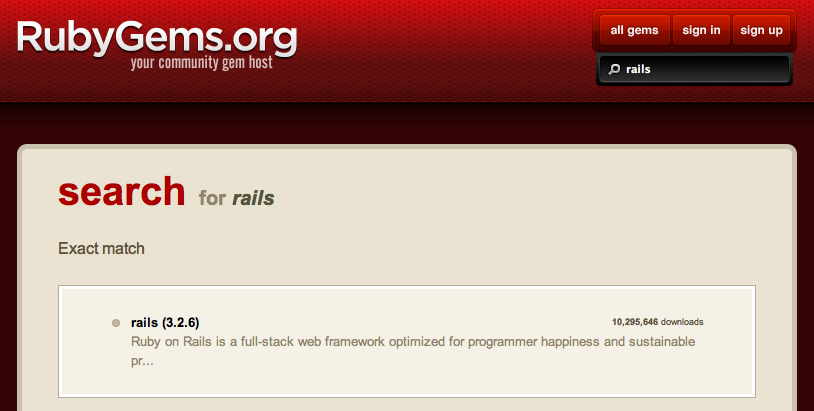 RubyGems.org
your community gem host
all gems
sign in
sign up
rails
search for rails
Exact match
rails (3.2.6)
10,295,646 downloads
Ruby on Rails is a full-stack web framework optimized for programmer happiness and sustainable
pr...